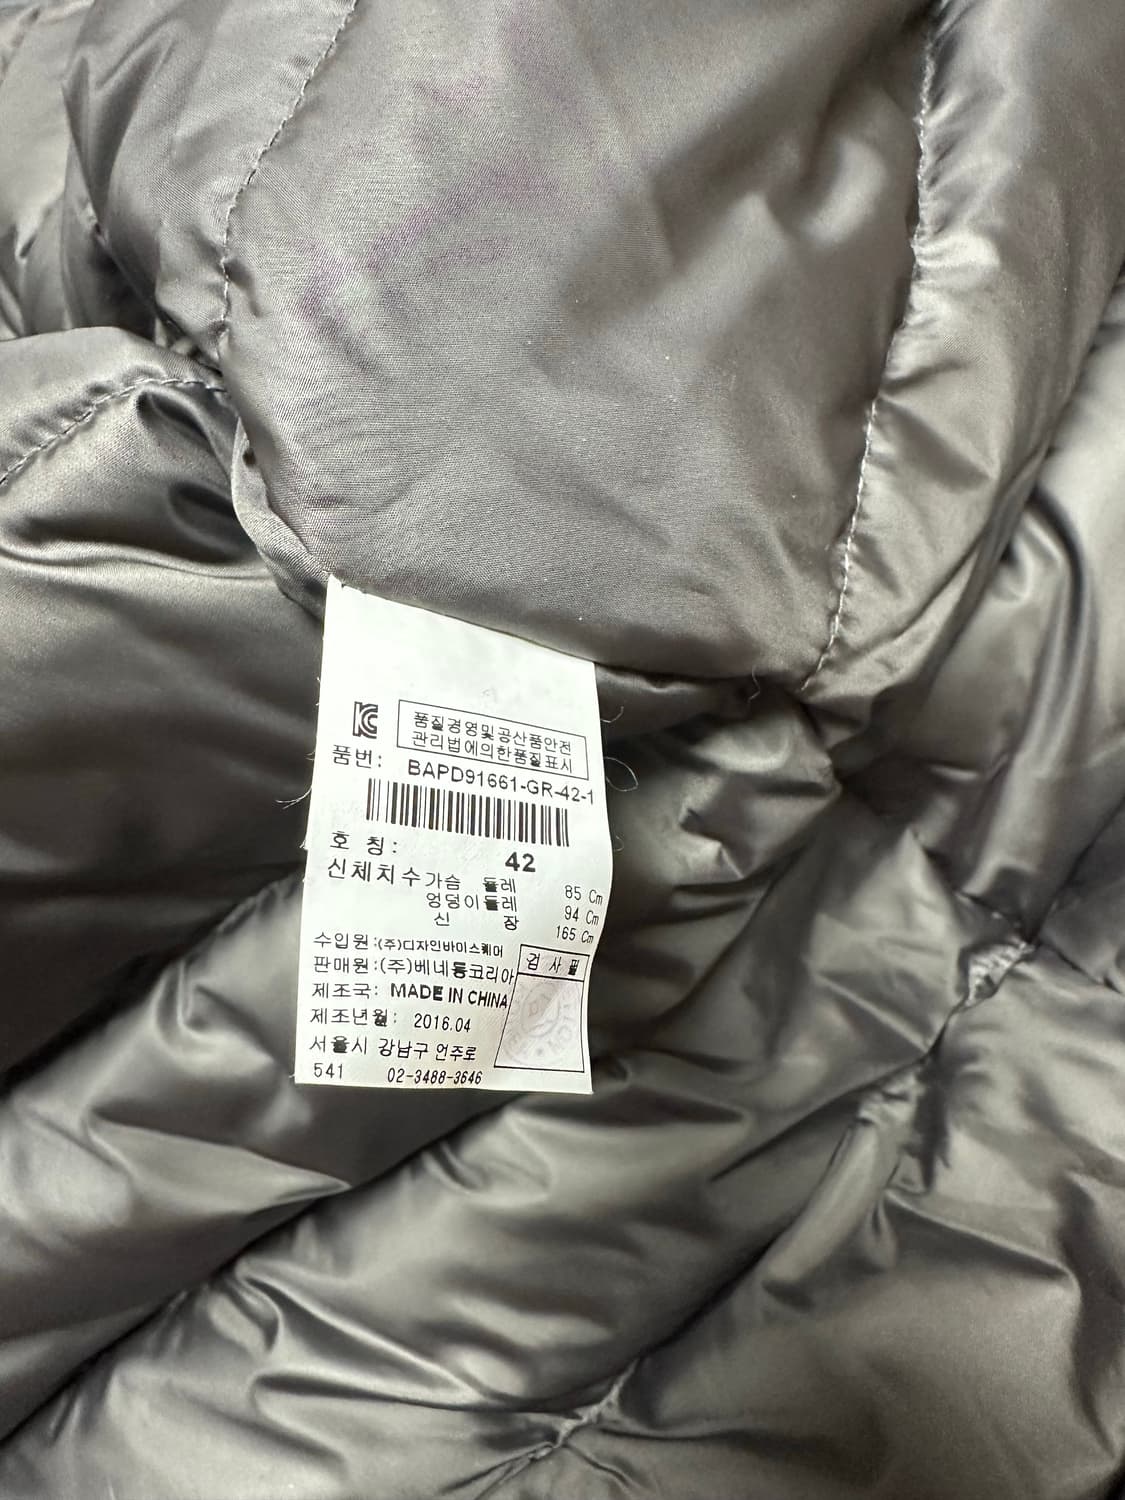 품질경영및공산품안전
관리법에의한품질표시
품번: BAPD91661-GR-42-1
호 칭: 42
신체치수 가슴 둘레 85 Cm
엉덩이둘레 94 Cm
신 장 165 Cm
수입원:(주)디자인바이스퀘어
판매원:(주)베네통코리아
검 사 필
제조국: MADE IN CHINA
제조년월: 2016.04
서울시 강남구 언주로
541 02-3488-3646